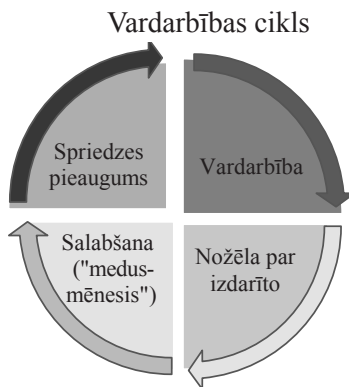 Vardarbības cikls
Spriedzes
pieaugums
Vardarbība
Salabšana
("medus-
mēnesis")
Nožēla par
izdarīto